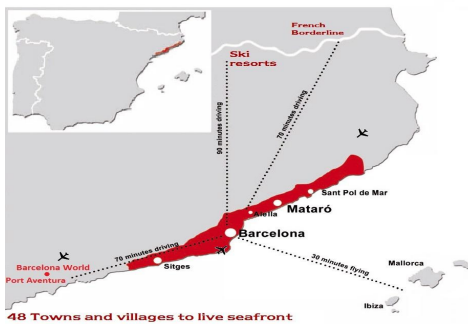 French
Borderline
Ski
resorts
90 minutes driving
70 minutes driving
Sant Pol de Mar
Mataró
Alella
Barcelona
70 minutes driving
Barcelona World
Port Aventura
Sitges
30 minutes flying
Mallorca
Ibiza
48 Towns and villages to live seafront